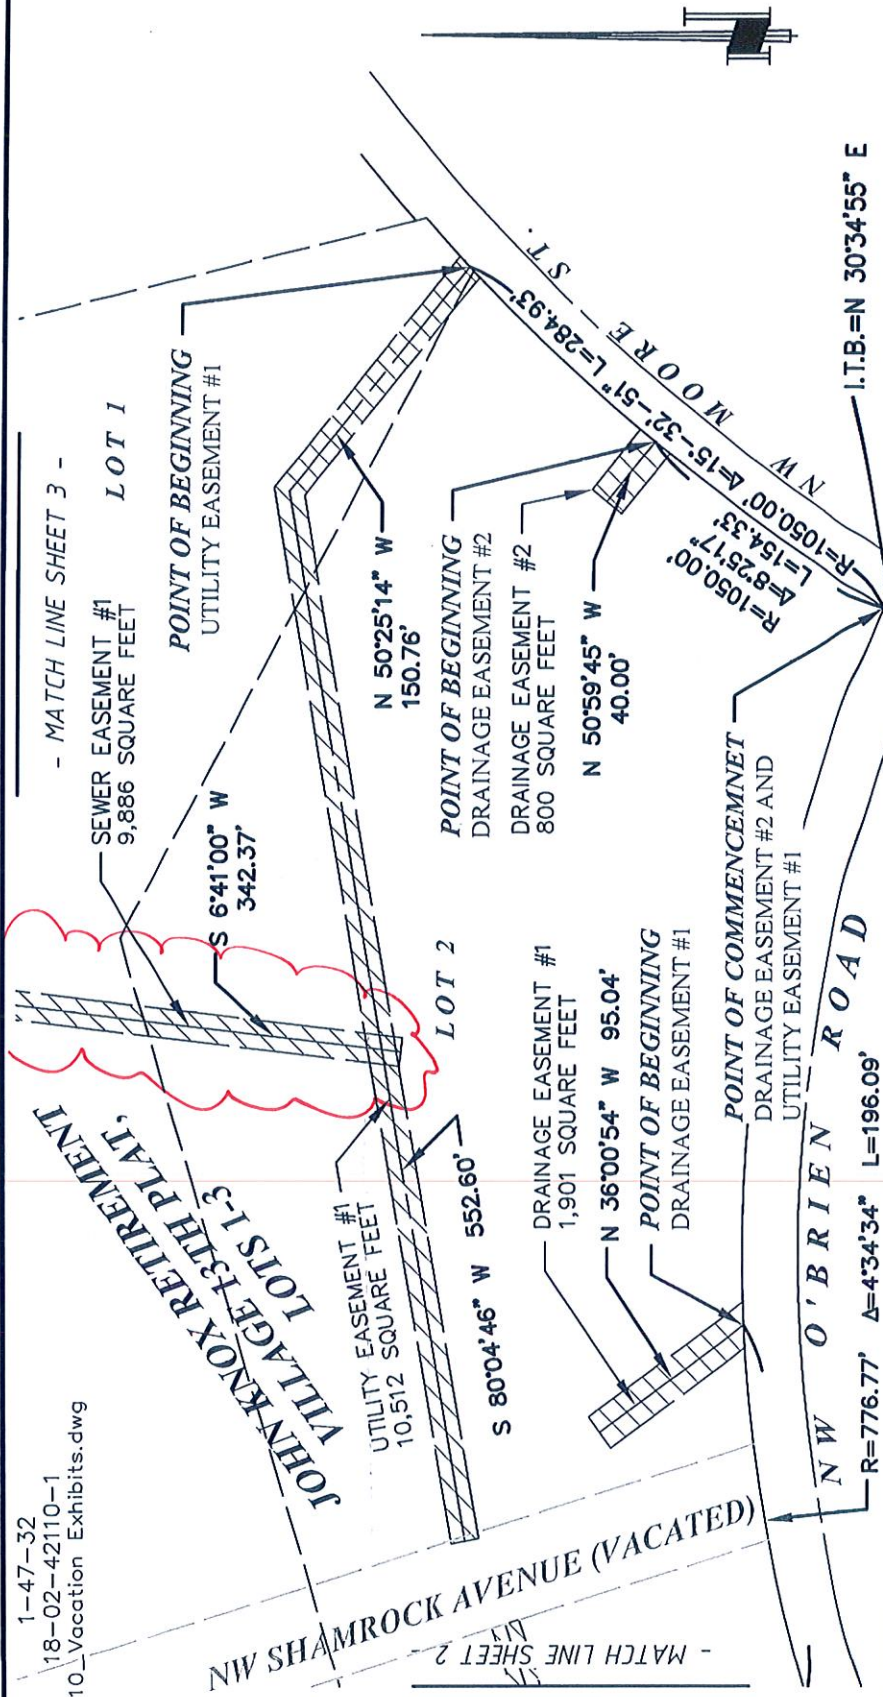 1-47-32
18-02-42110-1
10_Vacation Exhibits.dwg
- MATCH LINE SHEET 3 -
SEWER EASEMENT #1
9,886 SQUARE FEET
LOT 1
POINT OF BEGINNING
UTILITY EASEMENT #1
S 6°41'00" W
342.37'
JOHN KNOX RETIREMENT
VILLAGE 13TH PLAT,
LOTS 1-3
N 50°25'14" W
150.76'
LOT 2
POINT OF BEGINNING
DRAINAGE EASEMENT #2
DRAINAGE EASEMENT #2
800 SQUARE FEET
N 50°59'45" W
40.00'
UTILITY EASEMENT #1
10,512 SQUARE FEET
S 80°04'46" W 552.60'
DRAINAGE EASEMENT #1
1,901 SQUARE FEET
N 36°00'54" W 95.04'
POINT OF BEGINNING
DRAINAGE EASEMENT #1
NW MOORE ST.
R=1050.00' Δ=15°-32'-51" L=284.93'
R=1050.00'
Δ=8°25'17"
L=154.33'
POINT OF COMMENCEMNET
DRAINAGE EASEMENT #2 AND
UTILITY EASEMENT #1
I.T.B.=N 30°34'55" E
NW SHAMROCK AVENUE (VACATED)
- MATCH LINE SHEET 2 -
NW O'BRIEN ROAD
R=776.77' Δ=4°34'34" L=196.09'